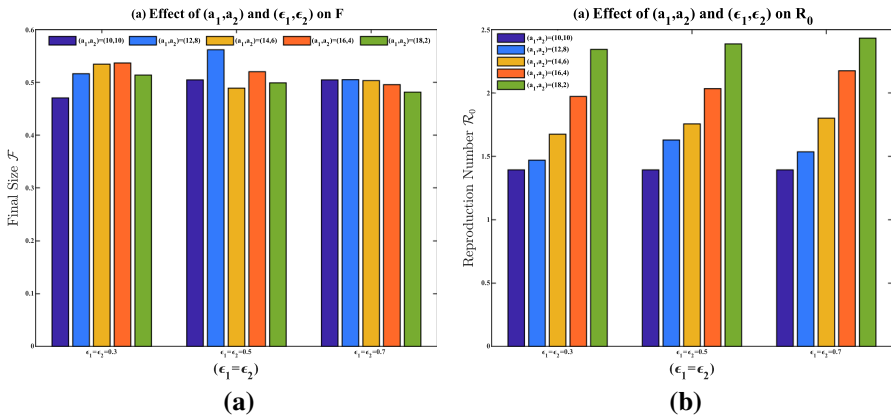 (a) Effect of (a₁,a₂) and (ϵ₁,ϵ₂) on F
(a₁,a₂)=(10,10) (a₁,a₂)=(12,8) (a₁,a₂)=(14,6) (a₁,a₂)=(16,4) (a₁,a₂)=(18,2)
Final Size ℱ
0.6
0.5
0.4
0.3
0.2
0.1
0
ϵ₁=ϵ₂=0.3 ϵ₁=ϵ₂=0.5 ϵ₁=ϵ₂=0.7
(ϵ₁=ϵ₂)
(a)
(a) Effect of (a₁,a₂) and (ϵ₁,ϵ₂) on R₀
(a₁,a₂)=(10,10)
(a₁,a₂)=(12,8)
(a₁,a₂)=(14,6)
(a₁,a₂)=(16,4)
(a₁,a₂)=(18,2)
Reproduction Number ℛ₀
2.5
2
1.5
1
0.5
0
ϵ₁=ϵ₂=0.3 ϵ₁=ϵ₂=0.5 ϵ₁=ϵ₂=0.7
(ϵ₁=ϵ₂)
(b)